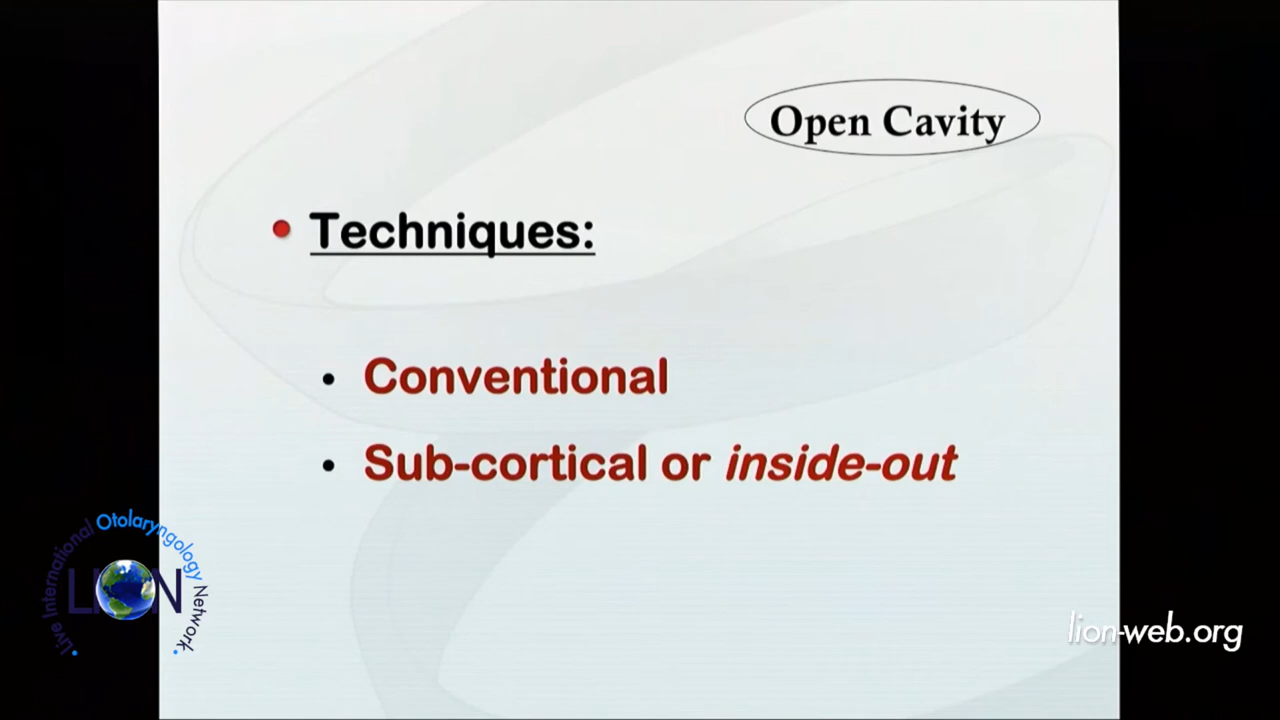 Open Cavity
Techniques:
Conventional
Sub-cortical or inside-out
Live International Otolaryngology Network
LION
lion-web.org